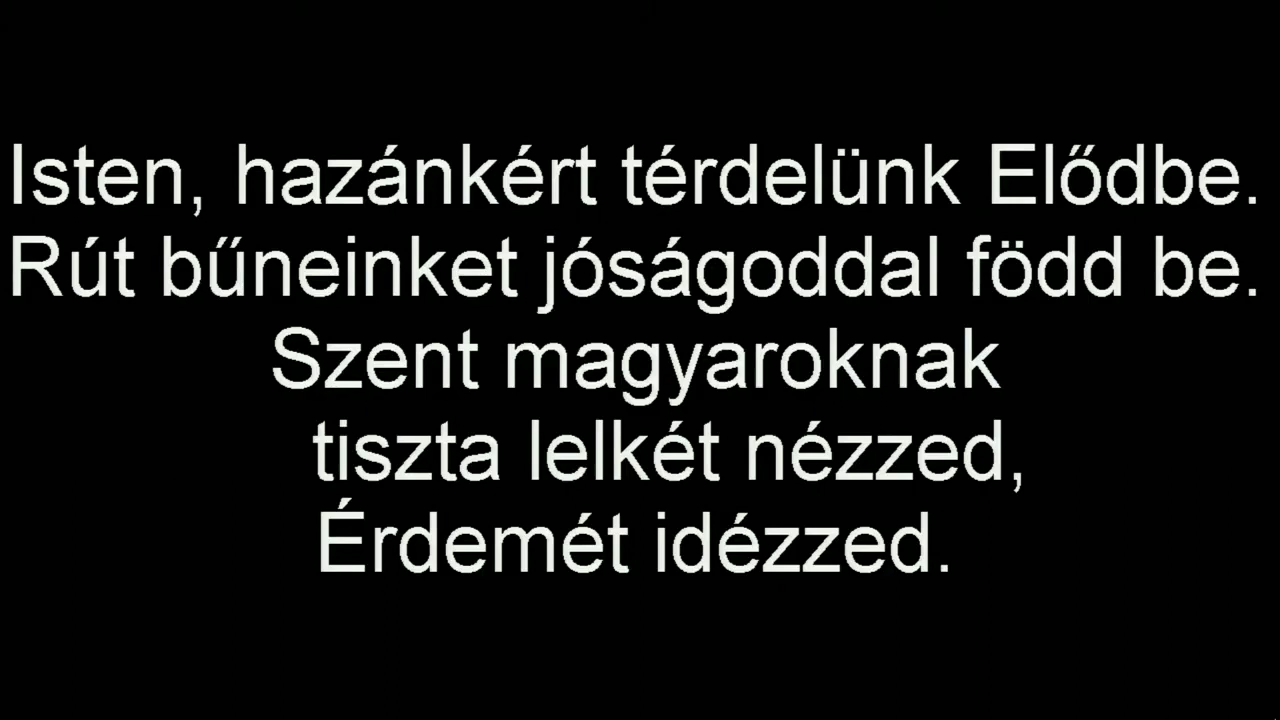 Isten, hazánkért térdelünk Elődbe.
Rút bűneinket jóságoddal född be.
Szent magyaroknak
tiszta lelkét nézzed,
Érdemét idézzed.